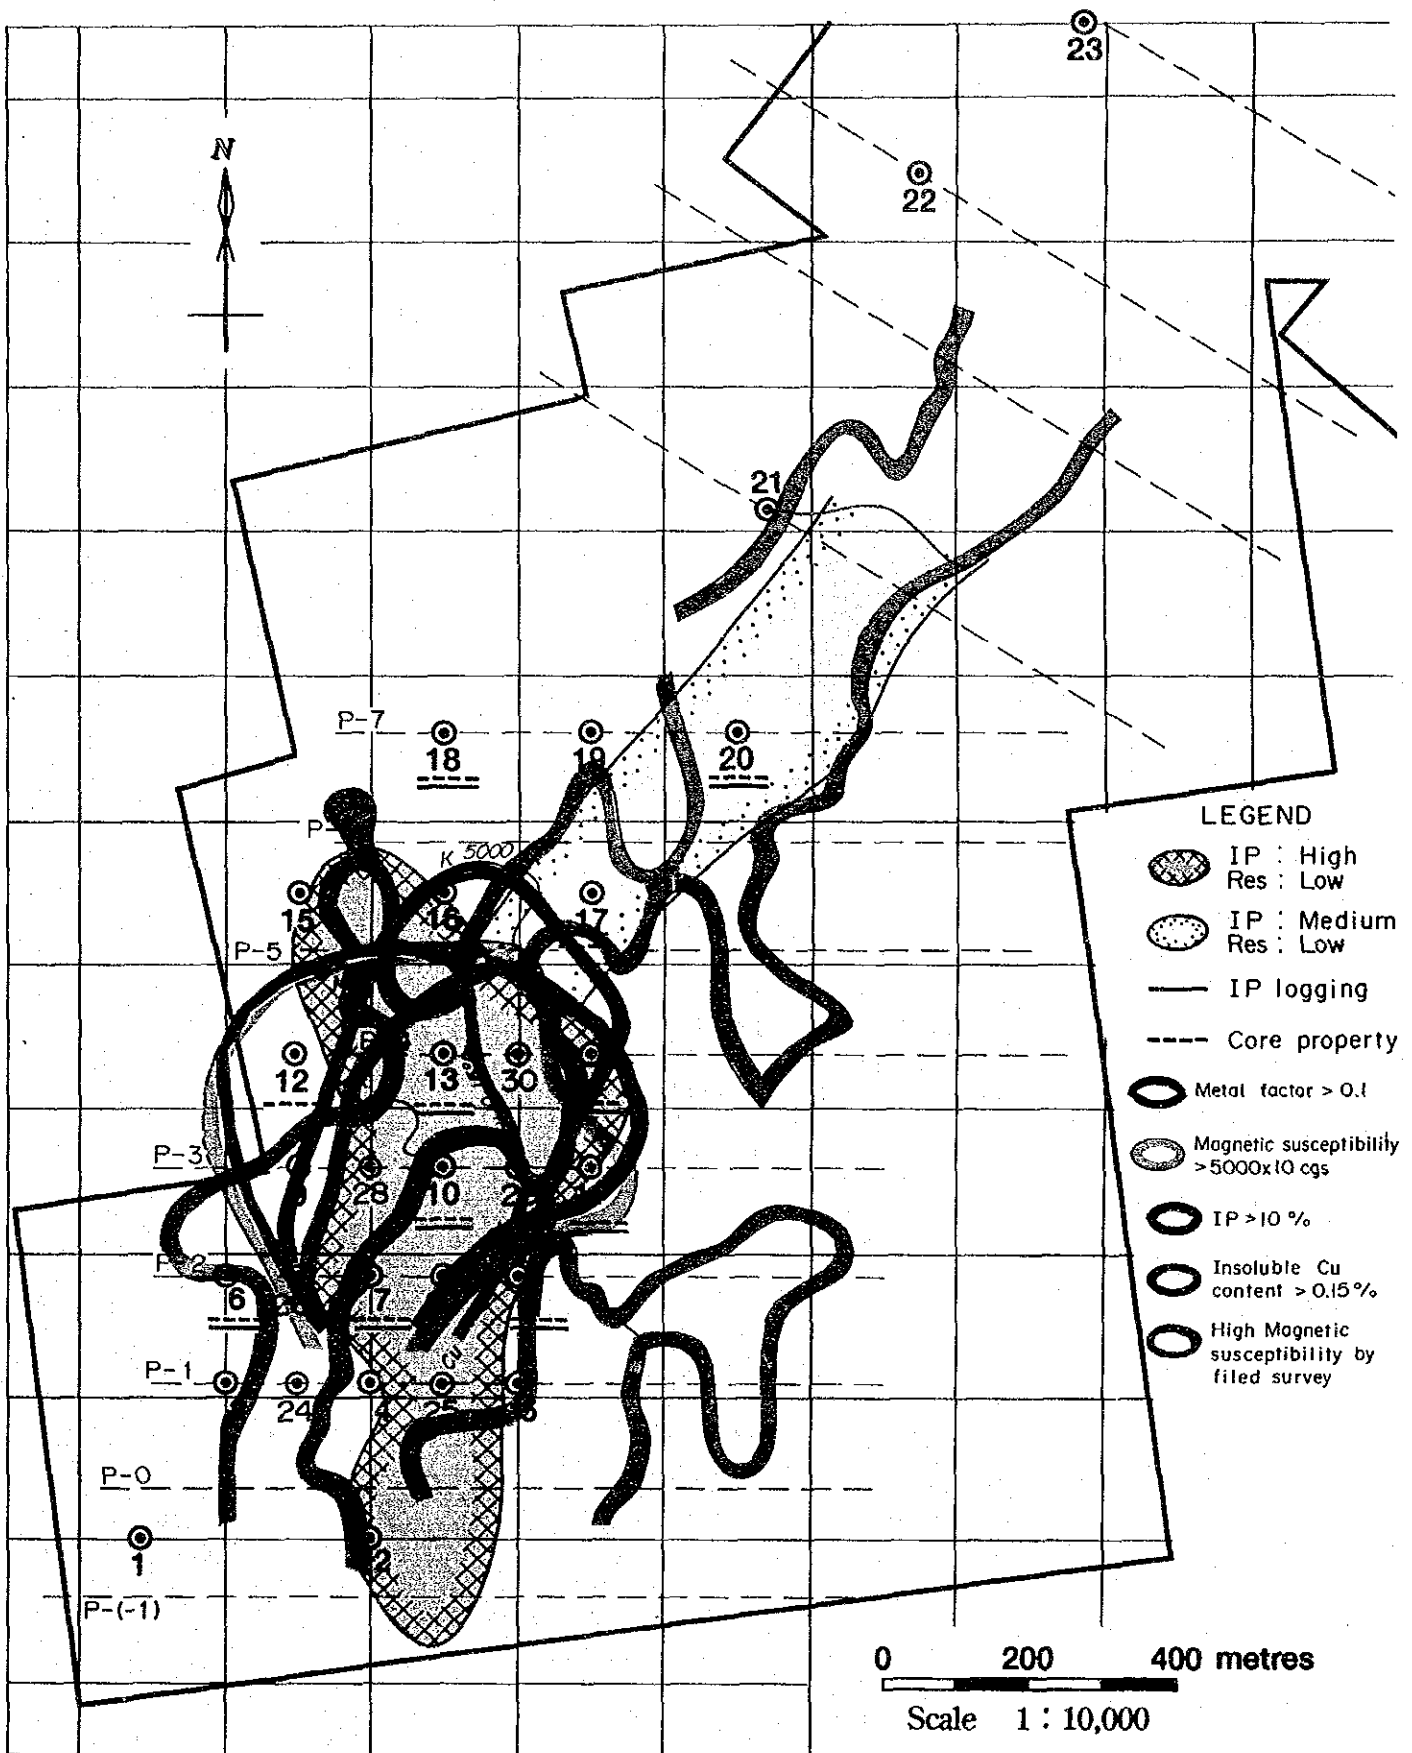 23
N
22
21
P-7
18
19
20
P-
K 5000
15
16
17
P-5
12
13
30
P-3
9
28
10
6
7
Cu
P-1
24
4
25
P-0
1
2
P-(-1)
LEGEND
IP : High
Res : Low
IP : Medium
Res : Low
IP logging
Core property
Metal factor > 0.1
Magnetic susceptibility
>5000x10 cgs
IP >10 %
Insoluble Cu
content > 0.15%
High Magnetic
susceptibility by
filed survey
0 200 400 metres
Scale 1 : 10,000